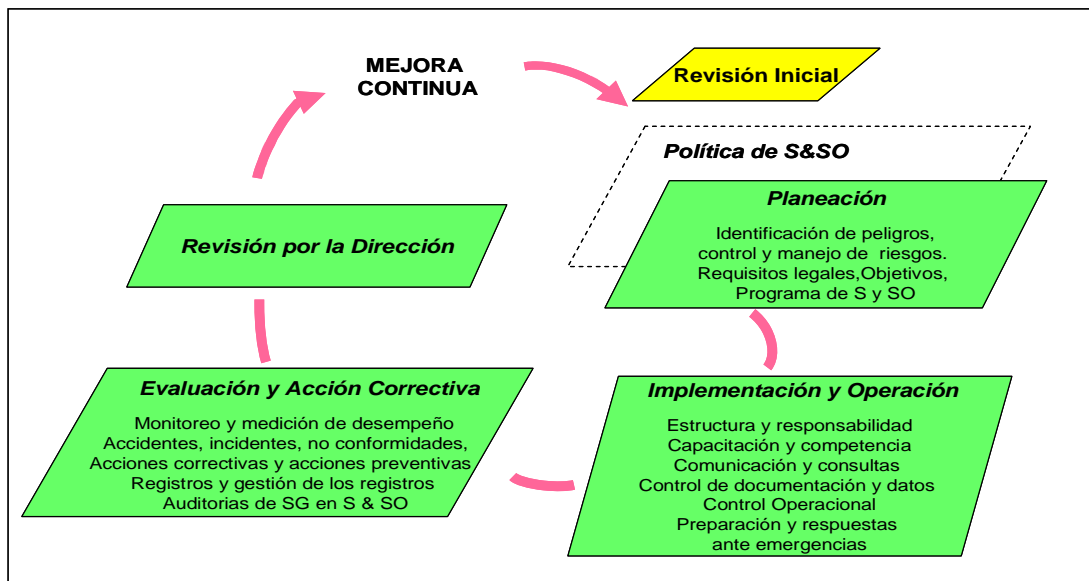 MEJORA
CONTINUA
Revisión Inicial
Política de S&SO
Planeación
Identificación de peligros,
control y manejo de riesgos.
Requisitos legales,Objetivos,
Programa de S y SO
Implementación y Operación
Estructura y responsabilidad
Capacitación y competencia
Comunicación y consultas
Control de documentación y datos
Control Operacional
Preparación y respuestas
ante emergencias
Evaluación y Acción Correctiva
Monitoreo y medición de desempeño
Accidentes, incidentes, no conformidades,
Acciones correctivas y acciones preventivas
Registros y gestión de los registros
Auditorias de SG en S & SO
Revisión por la Dirección